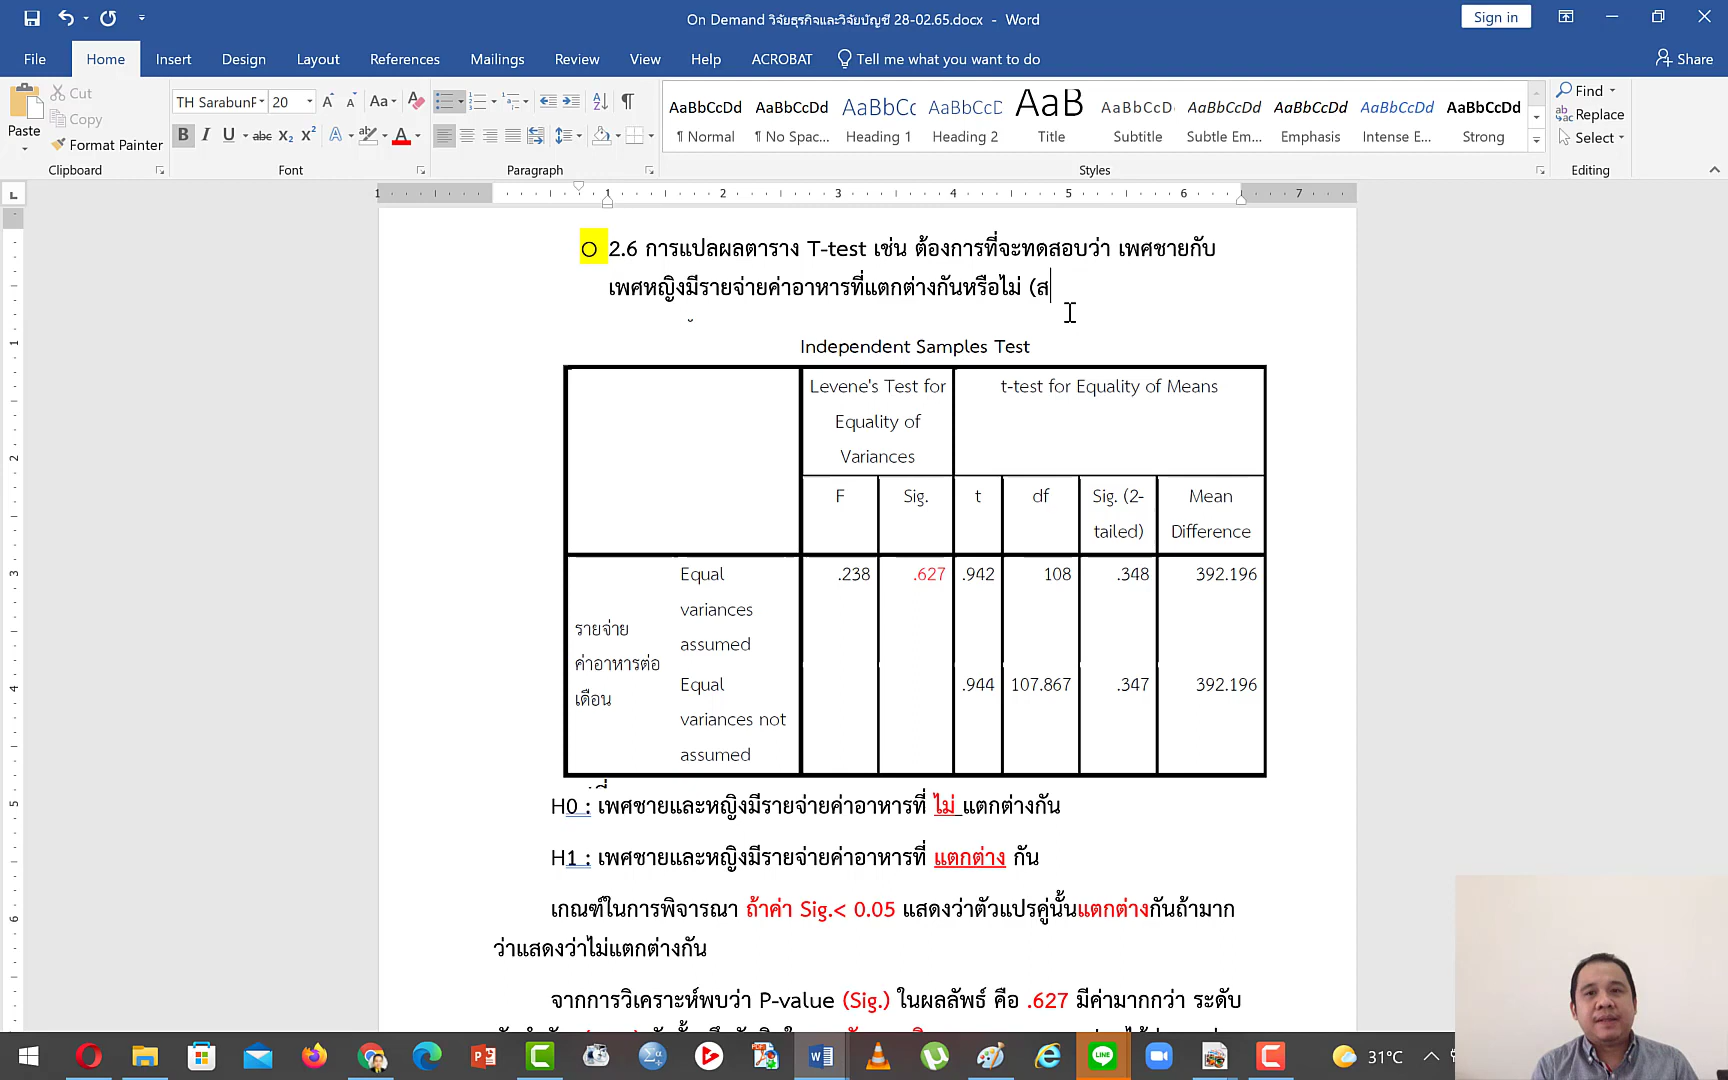 On Demand วิจัยธุรกิจและวิจัยบัญชี 28-02.65.docx - Word
Sign in
File Home Insert Design Layout References Mailings Review View Help ACROBAT Tell me what you want to do Share
Paste
Cut
Copy
Format Painter
Clipboard
TH SarabunP 20
Font
Paragraph
AaBbCcDd AaBbCcDd AaBbCc AaBbCcD AaB AaBbCcD AaBbCcDd AaBbCcDd AaBbCcDd AaBbCcDd
¶ Normal ¶ No Spac... Heading 1 Heading 2 Title Subtitle Subtle Em... Emphasis Intense E... Strong
Styles
Find
Replace
Select
Editing
1 1 2 3 4 5 6 7
2.6 การแปลผลตาราง T-test เช่น ต้องการที่จะทดสอบว่า เพศชายกับ
เพศหญิงมีรายจ่ายค่าอาหารที่แตกต่างกันหรือไม่ (ส
Independent Samples Test
Levene's Test for Equality of Variances
t-test for Equality of Means
F Sig. t df Sig. (2-tailed) Mean Difference
รายจ่ายค่าอาหารต่อเดือน
Equal variances assumed .238 .627 .942 108 .348 392.196
Equal variances not assumed .944 107.867 .347 392.196
H0 : เพศชายและหญิงมีรายจ่ายค่าอาหารที่ ไม่ แตกต่างกัน
H1 : เพศชายและหญิงมีรายจ่ายค่าอาหารที่ แตกต่าง กัน
เกณฑ์ในการพิจารณา ถ้าค่า Sig.< 0.05 แสดงว่าตัวแปรคู่นั้นแตกต่างกันถ้ามาก
ว่าแสดงว่าไม่แตกต่างกัน
จากการวิเคราะห์พบว่า P-value (Sig.) ในผลลัพธ์ คือ .627 มีค่ามากกว่า ระดับ
31°C